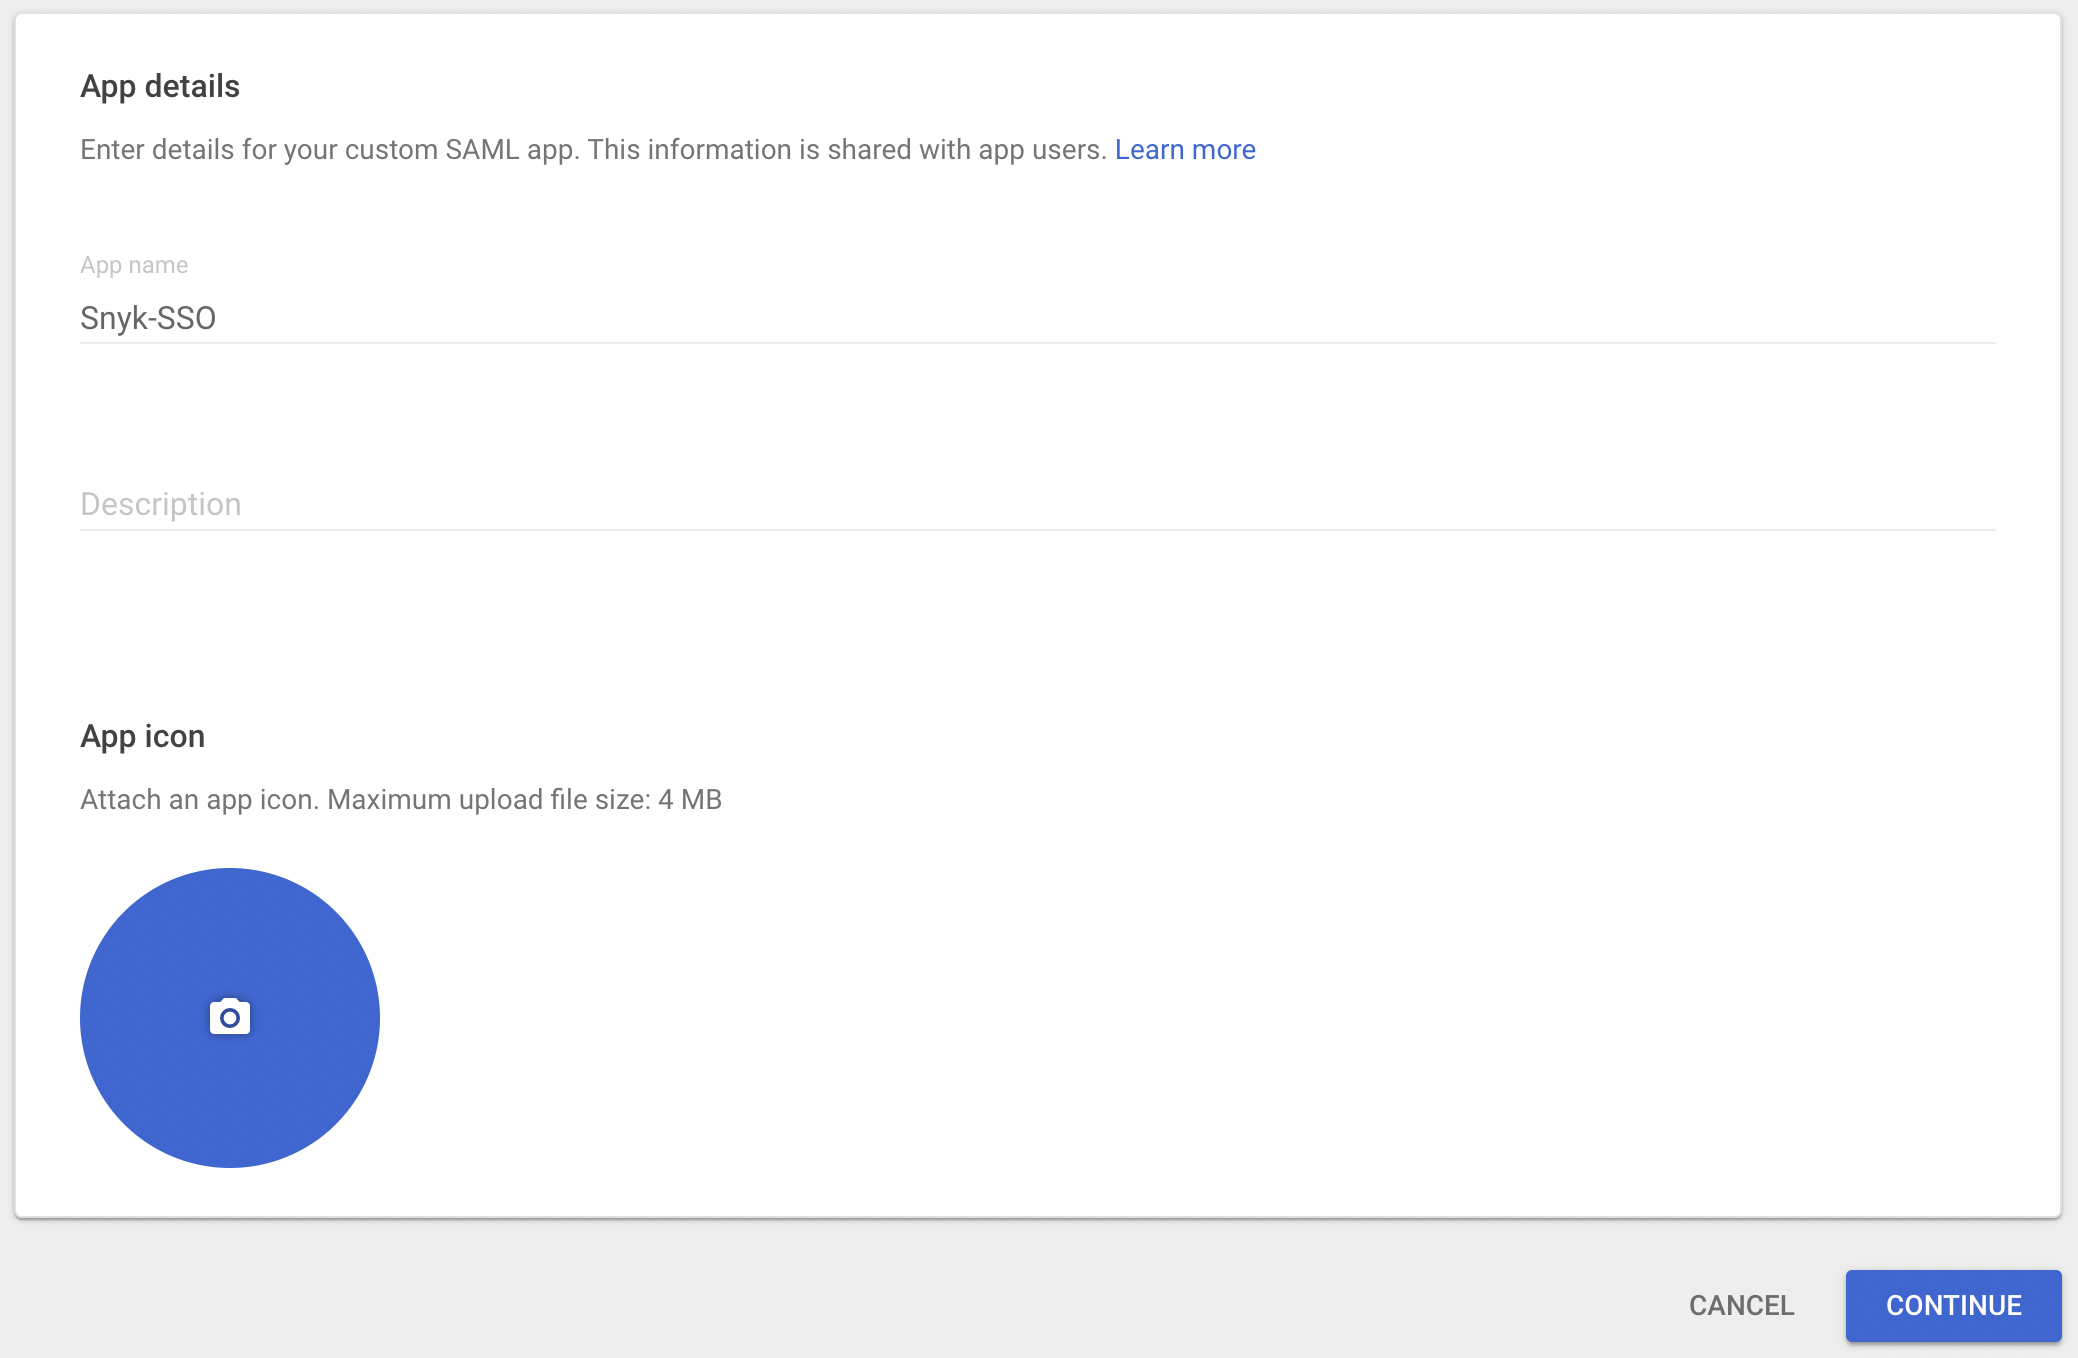 App details
Enter details for your custom SAML app. This information is shared with app users. Learn more
App name
Snyk-SSO
Description
App icon
Attach an app icon. Maximum upload file size: 4 MB
CANCEL
CONTINUE